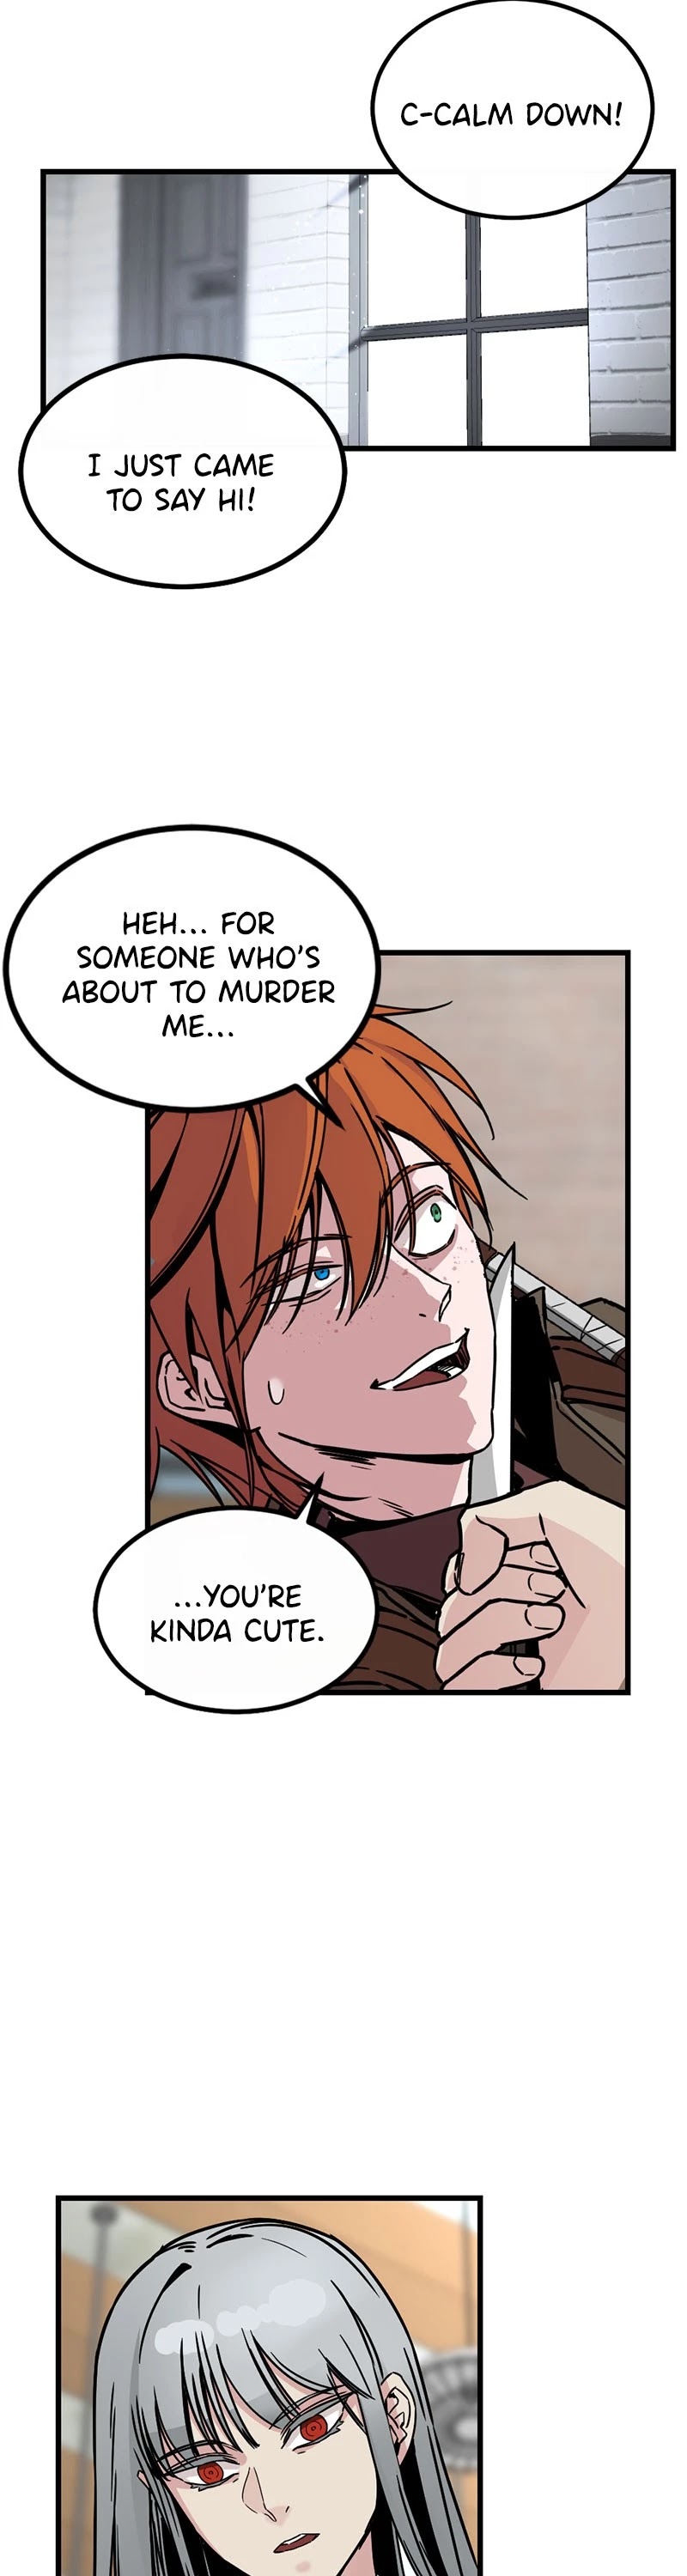 C-CALM DOWN!
I JUST CAME
TO SAY HI!
HEH... FOR
SOMEONE WHO'S
ABOUT TO MURDER
ME...
...YOU'RE
KINDA CUTE.